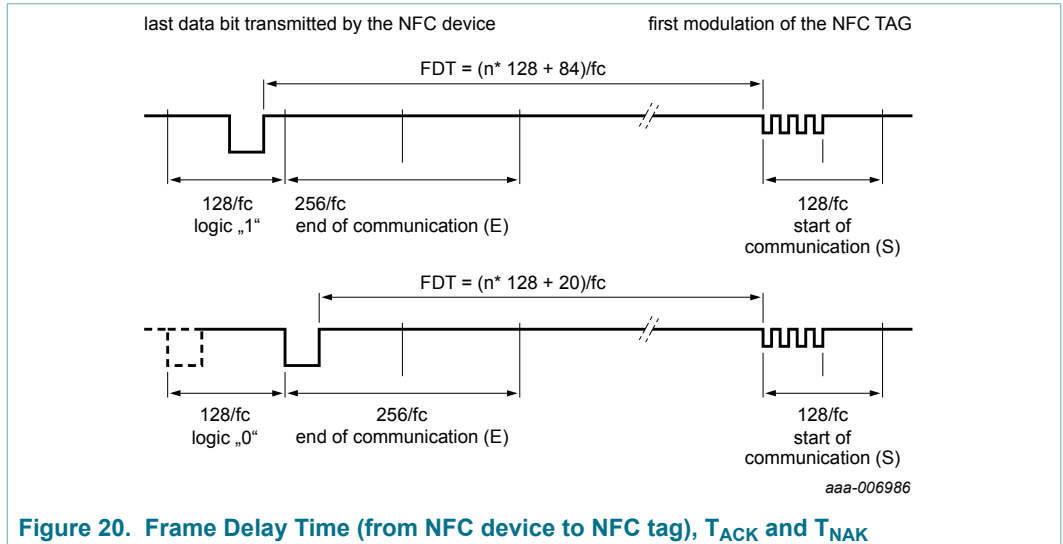 last data bit transmitted by the NFC device
first modulation of the NFC TAG
FDT = (n* 128 + 84)/fc
128/fc
logic „1“
256/fc
end of communication (E)
128/fc
start of
communication (S)
FDT = (n* 128 + 20)/fc
128/fc
logic „0“
256/fc
end of communication (E)
128/fc
start of
communication (S)
aaa-006986
Figure 20. Frame Delay Time (from NFC device to NFC tag), TACK and TNAK